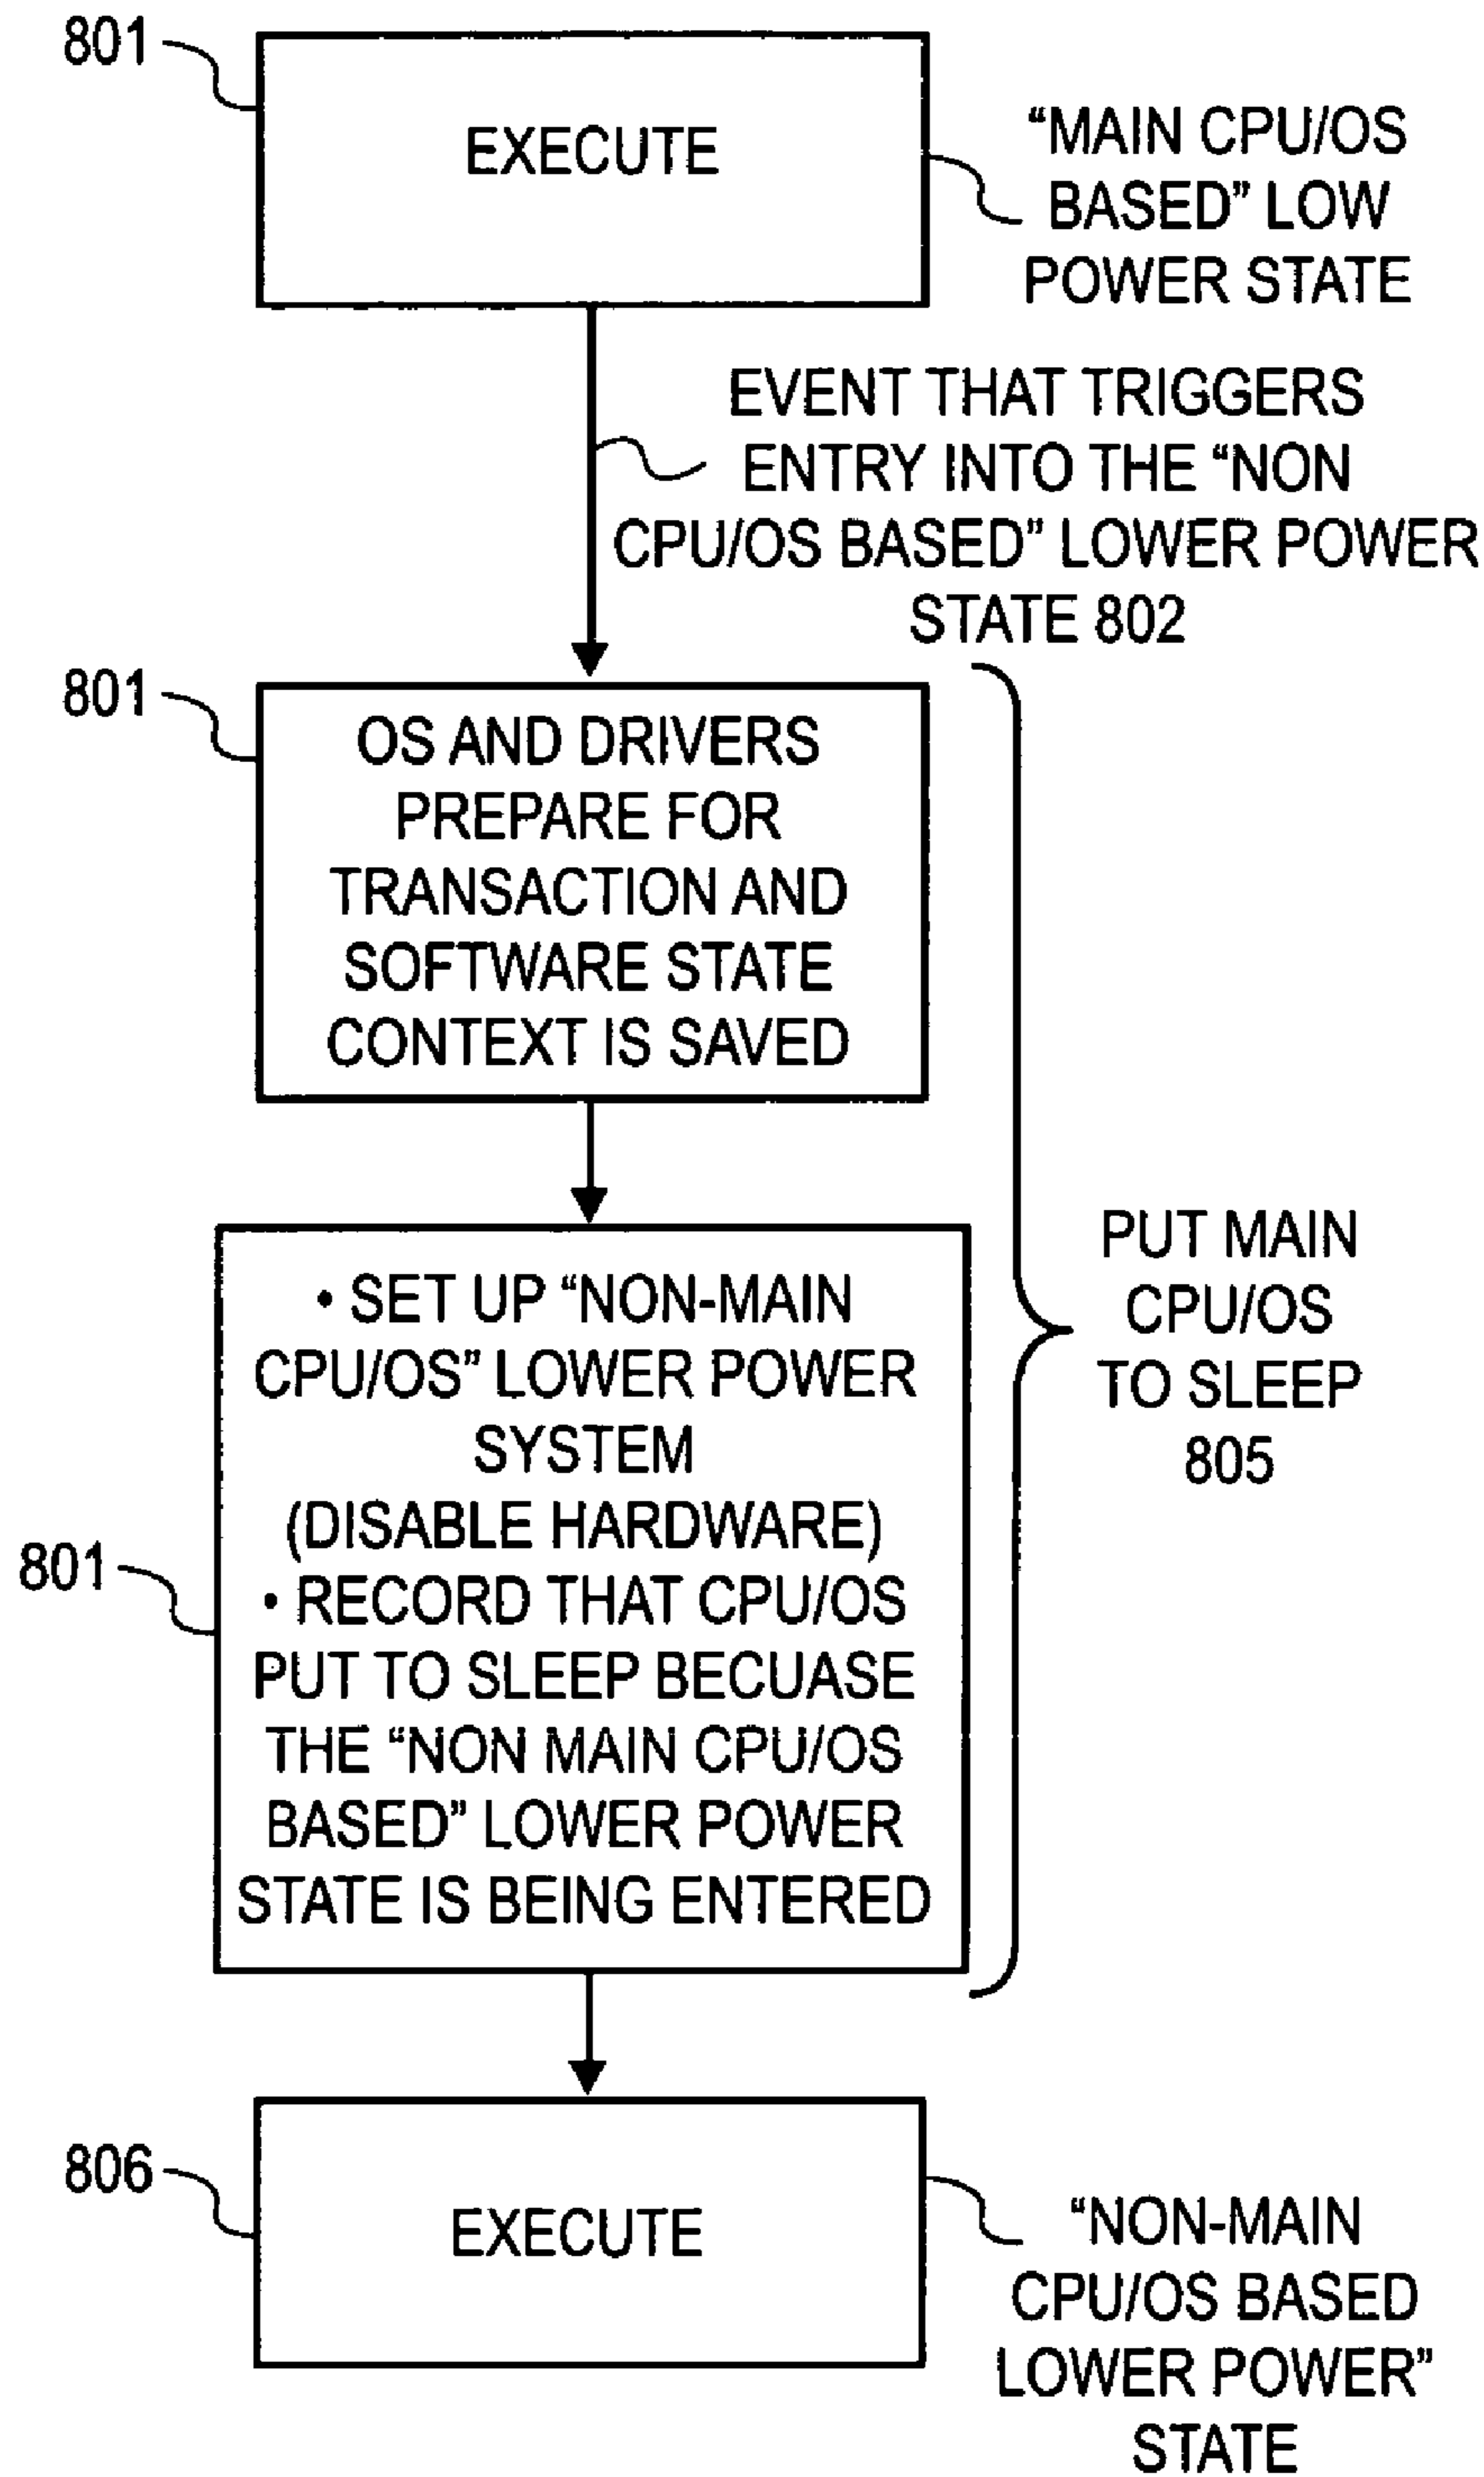 801
EXECUTE
“MAIN CPU/OS
BASED” LOW
POWER STATE
EVENT THAT TRIGGERS
ENTRY INTO THE “NON
CPU/OS BASED” LOWER POWER
STATE 802
801
OS AND DRIVERS
PREPARE FOR
TRANSACTION AND
SOFTWARE STATE
CONTEXT IS SAVED
801
• SET UP “NON-MAIN
CPU/OS” LOWER POWER
SYSTEM
(DISABLE HARDWARE)
• RECORD THAT CPU/OS
PUT TO SLEEP BECUASE
THE “NON MAIN CPU/OS
BASED” LOWER POWER
STATE IS BEING ENTERED
PUT MAIN
CPU/OS
TO SLEEP
805
806
EXECUTE
“NON-MAIN
CPU/OS BASED
LOWER POWER”
STATE